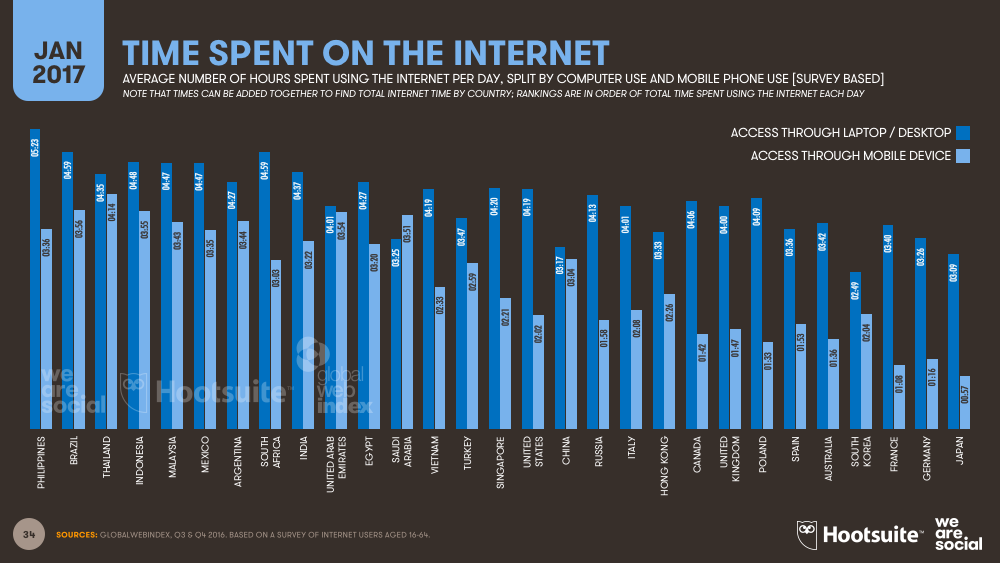 JAN
2017
TIME SPENT ON THE INTERNET
AVERAGE NUMBER OF HOURS SPENT USING THE INTERNET PER DAY, SPLIT BY COMPUTER USE AND MOBILE PHONE USE [SURVEY BASED]
NOTE THAT TIMES CAN BE ADDED TOGETHER TO FIND TOTAL INTERNET TIME BY COUNTRY; RANKINGS ARE IN ORDER OF TOTAL TIME SPENT USING THE INTERNET EACH DAY
ACCESS THROUGH LAPTOP / DESKTOP
ACCESS THROUGH MOBILE DEVICE
05:23
03:36
04:59
03:56
04:35
04:14
04:48
03:55
04:47
03:43
04:47
03:35
04:27
03:44
04:59
03:03
04:37
03:22
04:01
03:54
04:27
03:20
03:25
03:51
04:19
02:33
03:47
02:59
04:20
02:21
04:19
02:02
03:17
03:04
04:13
01:58
04:01
02:08
03:33
02:26
04:06
01:42
04:00
01:47
04:09
01:33
03:36
01:53
03:42
01:36
02:49
02:04
03:40
01:08
03:26
01:16
03:09
00:57
we
are
social
Hootsuite™
global
web
index
PHILIPPINES
BRAZIL
THAILAND
INDONESIA
MALAYSIA
MEXICO
ARGENTINA
SOUTH
AFRICA
INDIA
UNITED ARAB
EMIRATES
EGYPT
SAUDI
ARABIA
VIETNAM
TURKEY
SINGAPORE
UNITED
STATES
CHINA
RUSSIA
ITALY
HONG KONG
CANADA
UNITED
KINGDOM
POLAND
SPAIN
AUSTRALIA
SOUTH
KOREA
FRANCE
GERMANY
JAPAN
34
SOURCES: GLOBALWEBINDEX, Q3 & Q4 2016. BASED ON A SURVEY OF INTERNET USERS AGED 16-64.
Hootsuite™
we
are
social